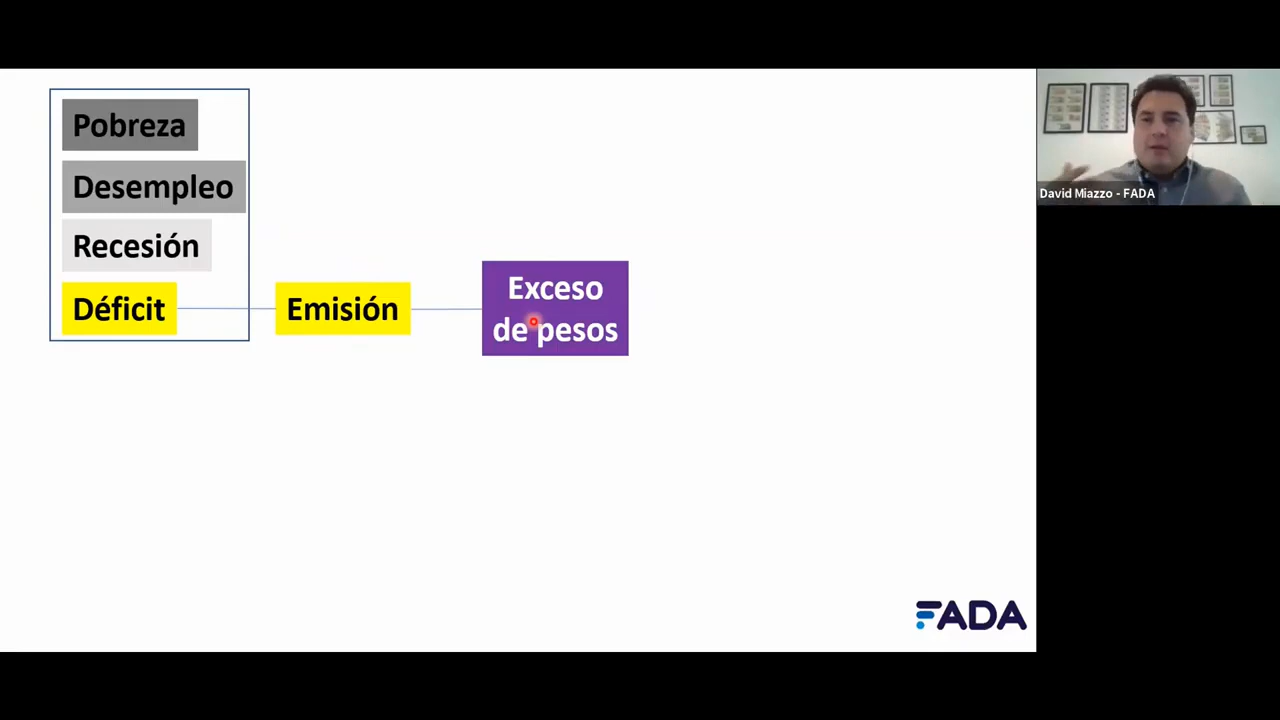 Pobreza
Desempleo
Recesión
Déficit
Emisión
Exceso
de pesos
David Miazzo - FADA
FADA